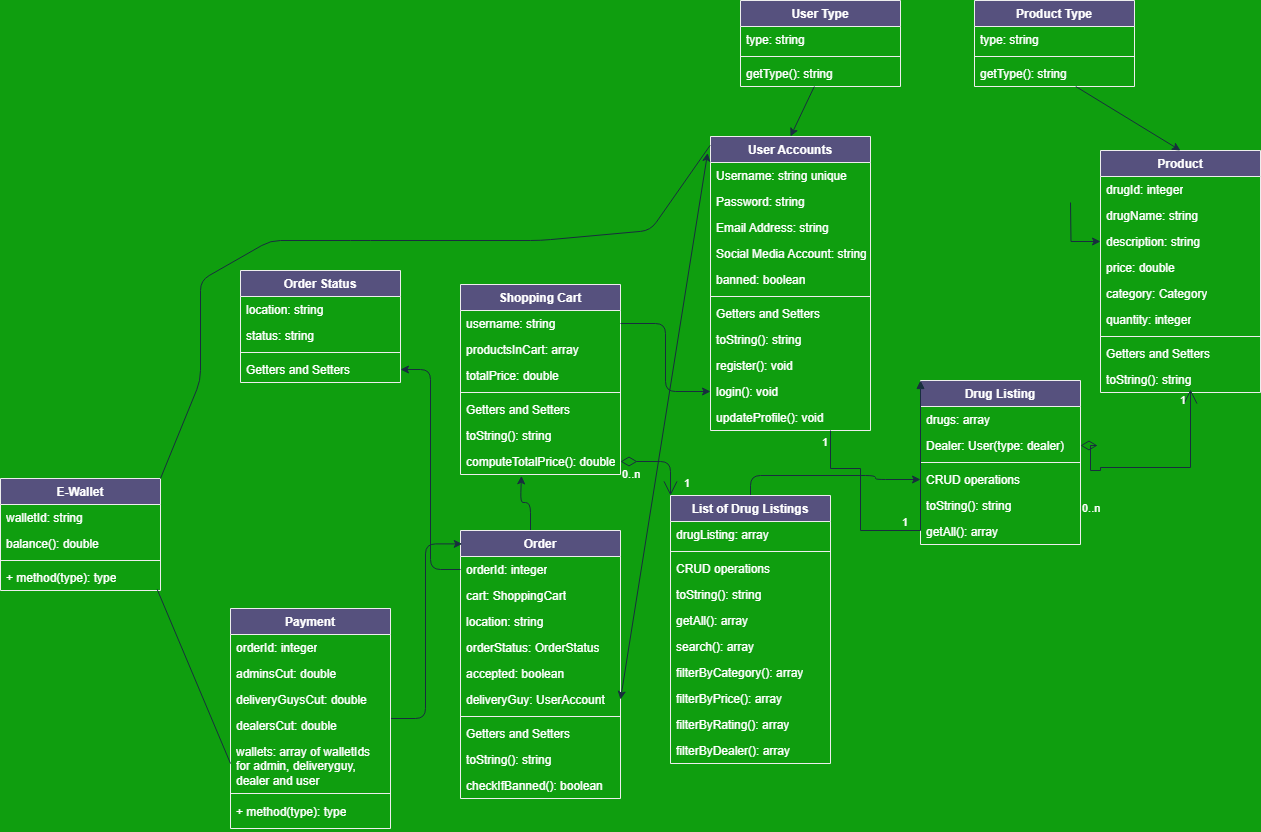 User Type
type: string
getType(): string
Product Type
type: string
getType(): string
User Accounts
Username: string unique
Password: string
Email Address: string
Social Media Account: string
banned: boolean
Getters and Setters
toString(): string
register(): void
login(): void
updateProfile(): void
1
Product
drugId: integer
drugName: string
description: string
price: double
category: Category
quantity: integer
Getters and Setters
toString(): string
1
Order Status
location: string
status: string
Getters and Setters
Shopping Cart
username: string
productsInCart: array
totalPrice: double
Getters and Setters
toString(): string
computeTotalPrice(): double
0..n
1
Drug Listing
drugs: array
Dealer: User(type: dealer)
CRUD operations
toString(): string
getAll(): array
0..n
1
E-Wallet
walletId: string
balance(): double
+ method(type): type
List of Drug Listings
drugListing: array
CRUD operations
toString(): string
getAll(): array
search(): array
filterByCategory(): array
filterByPrice(): array
filterByRating(): array
filterByDealer(): array
Order
orderId: integer
cart: ShoppingCart
location: string
orderStatus: OrderStatus
accepted: boolean
deliveryGuy: UserAccount
Getters and Setters
toString(): string
checkIfBanned(): boolean
Payment
orderId: integer
adminsCut: double
deliveryGuysCut: double
dealersCut: double
wallets: array of walletIds
for admin, deliveryguy,
dealer and user
+ method(type): type